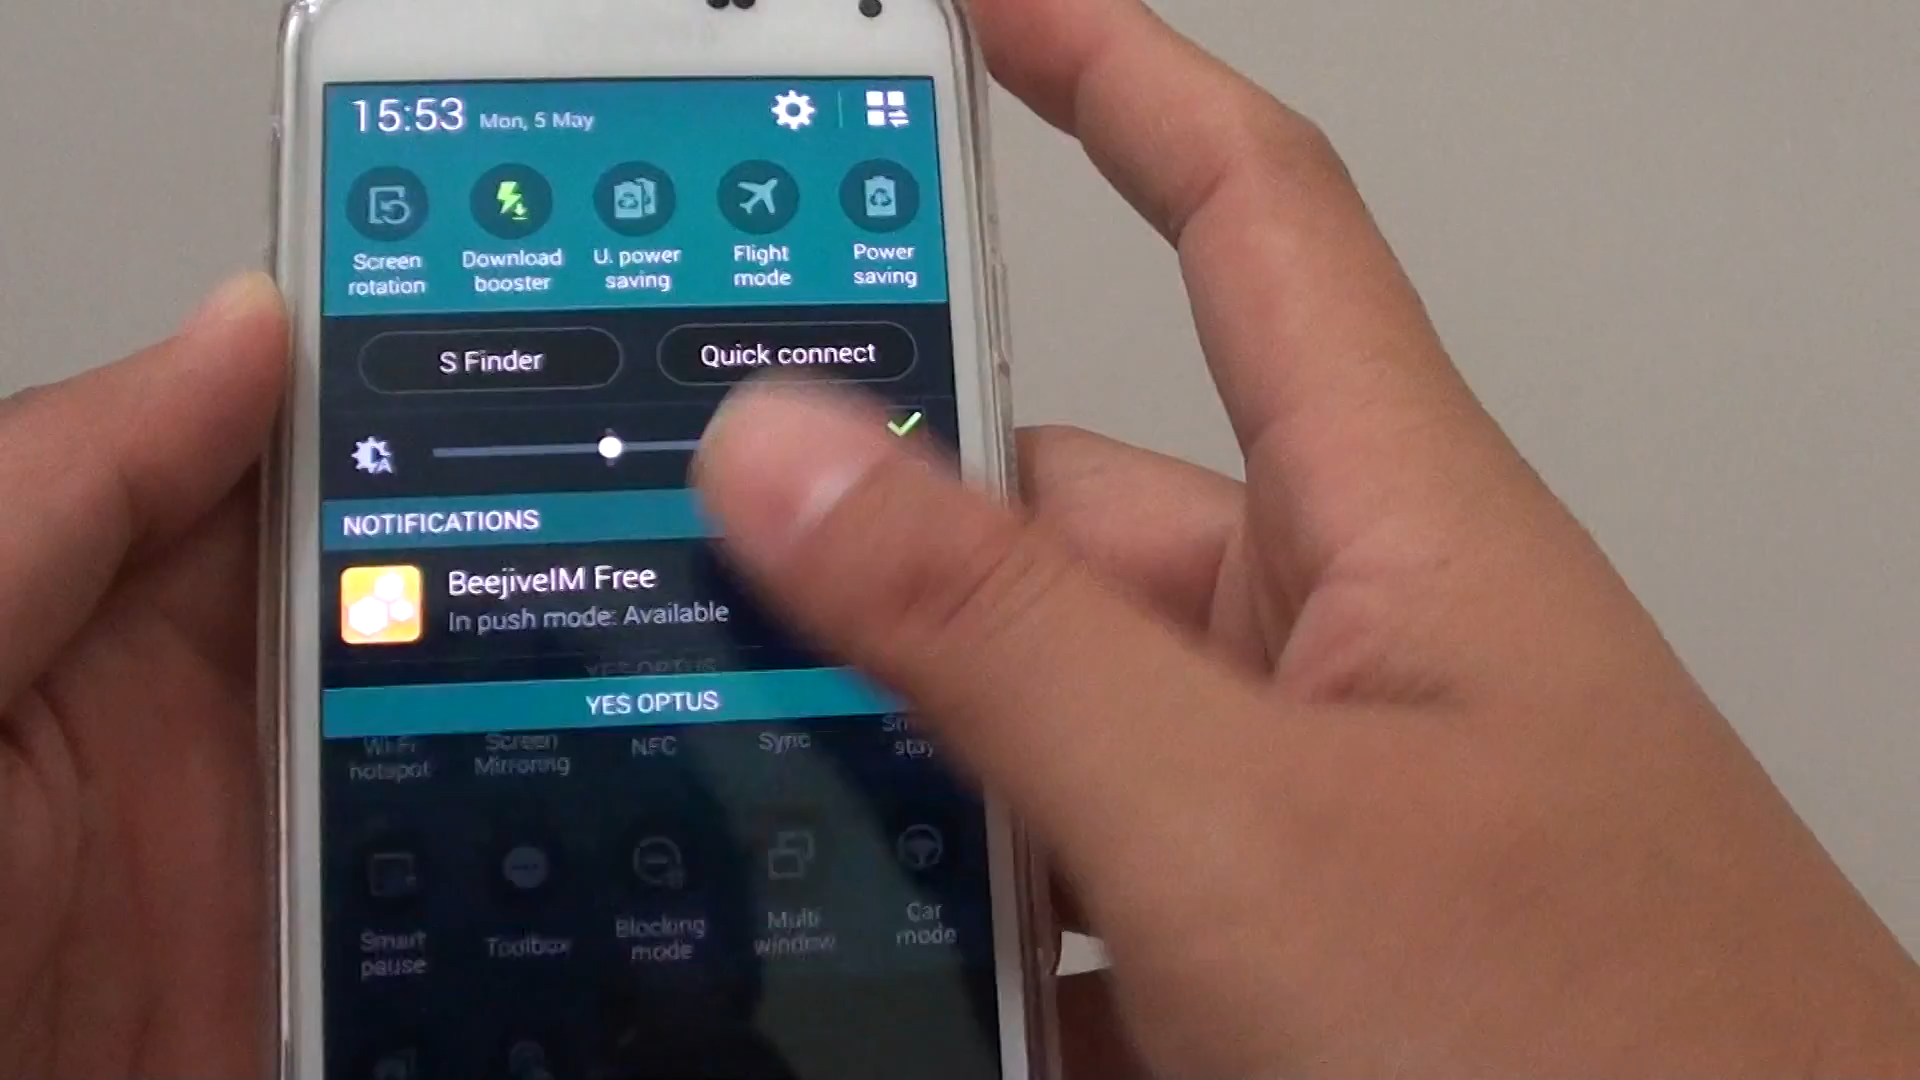 15:53 Mon, 5 May
Screen rotation
Download booster
U. power saving
Flight mode
Power saving
S Finder
Quick connect
A
NOTIFICATIONS
BeejiveIM Free
In push mode: Available
YES OPTUS
YES OPTUS
Wi-Fi hotspot
Screen Mirroring
NFC
Sync
Smart stay
Smart pause
Toolbox
Blocking mode
Multi window
Car mode